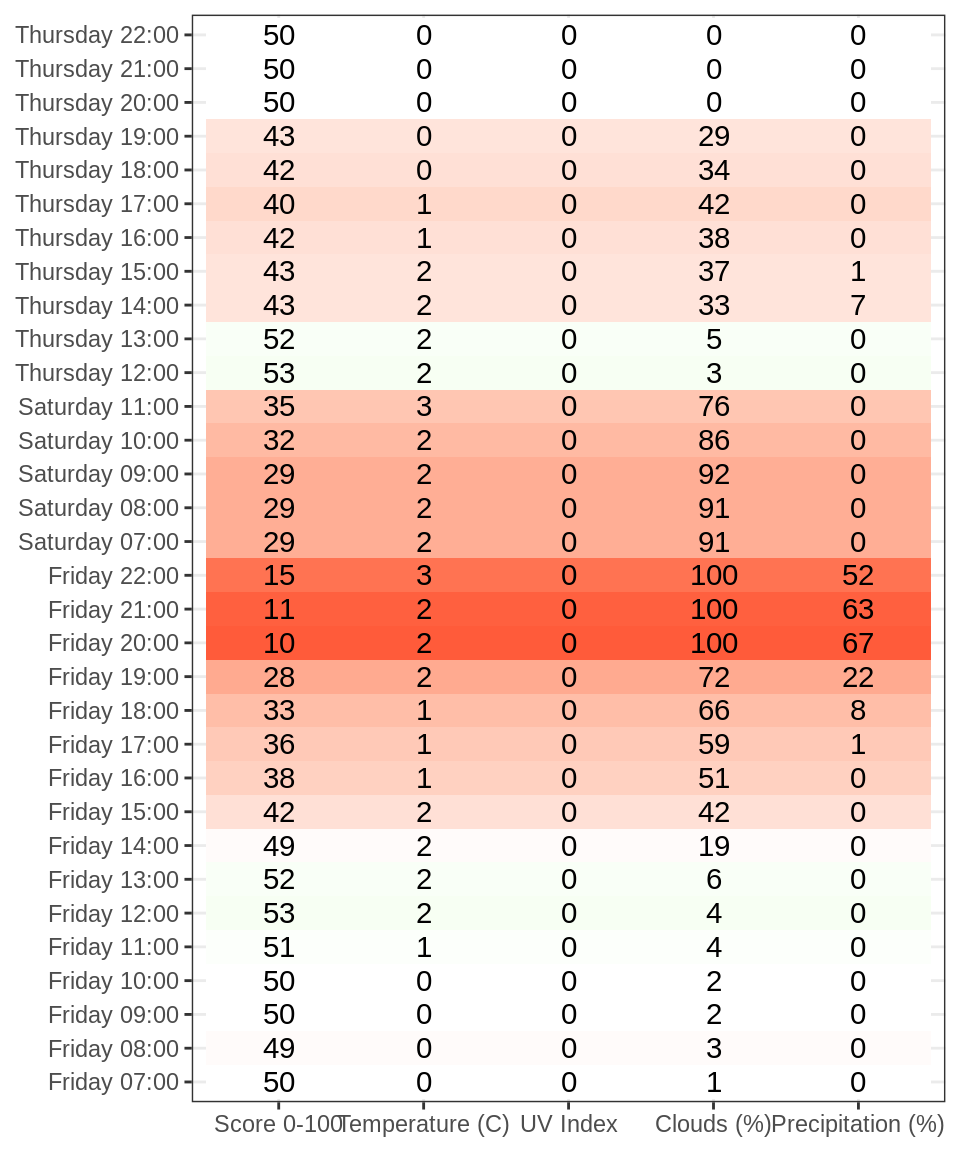 Thursday 22:00 50 0 0 0 0
Thursday 21:00 50 0 0 0 0
Thursday 20:00 50 0 0 0 0
Thursday 19:00 43 0 0 29 0
Thursday 18:00 42 0 0 34 0
Thursday 17:00 40 1 0 42 0
Thursday 16:00 42 1 0 38 0
Thursday 15:00 43 2 0 37 1
Thursday 14:00 43 2 0 33 7
Thursday 13:00 52 2 0 5 0
Thursday 12:00 53 2 0 3 0
Saturday 11:00 35 3 0 76 0
Saturday 10:00 32 2 0 86 0
Saturday 09:00 29 2 0 92 0
Saturday 08:00 29 2 0 91 0
Saturday 07:00 29 2 0 91 0
Friday 22:00 15 3 0 100 52
Friday 21:00 11 2 0 100 63
Friday 20:00 10 2 0 100 67
Friday 19:00 28 2 0 72 22
Friday 18:00 33 1 0 66 8
Friday 17:00 36 1 0 59 1
Friday 16:00 38 1 0 51 0
Friday 15:00 42 2 0 42 0
Friday 14:00 49 2 0 19 0
Friday 13:00 52 2 0 6 0
Friday 12:00 53 2 0 4 0
Friday 11:00 51 1 0 4 0
Friday 10:00 50 0 0 2 0
Friday 09:00 50 0 0 2 0
Friday 08:00 49 0 0 3 0
Friday 07:00 50 0 0 1 0
Score 0-100 Temperature (C) UV Index Clouds (%) Precipitation (%)